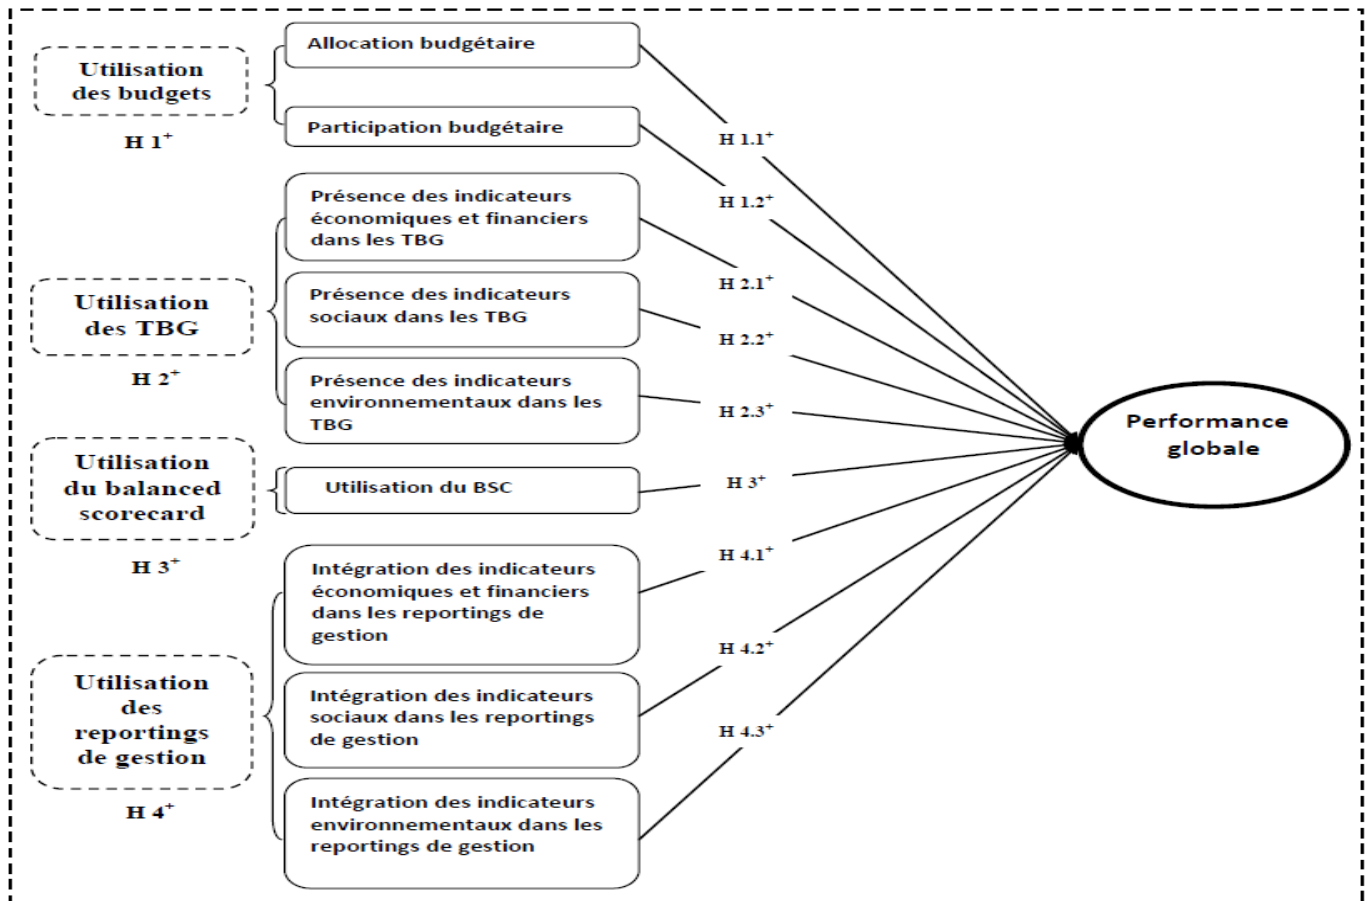 Utilisation
des budgets
H 1⁺
Allocation budgétaire
Participation budgétaire
H 1.1⁺
H 1.2⁺
Utilisation
des TBG
H 2⁺
Présence des indicateurs
économiques et financiers
dans les TBG
Présence des indicateurs
sociaux dans les TBG
Présence des indicateurs
environnementaux dans les
TBG
H 2.1⁺
H 2.2⁺
H 2.3⁺
Utilisation
du balanced
scorecard
H 3⁺
Utilisation du BSC
H 3⁺
Utilisation
des
reportings
de gestion
H 4⁺
Intégration des indicateurs
économiques et financiers
dans les reportings de
gestion
Intégration des indicateurs
sociaux dans les reportings
de gestion
Intégration des indicateurs
environnementaux dans les
reportings de gestion
H 4.1⁺
H 4.2⁺
H 4.3⁺
Performance
globale